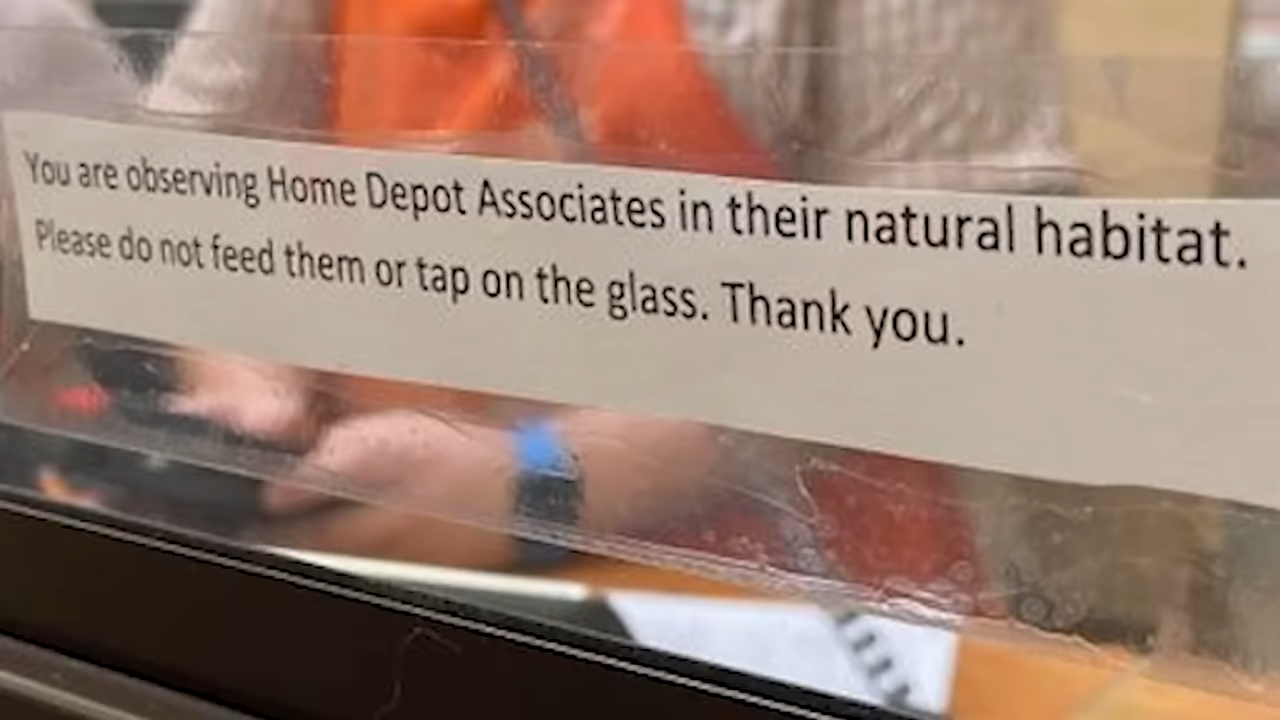 You are observing Home Depot Associates in their natural habitat.
Please do not feed them or tap on the glass. Thank you.